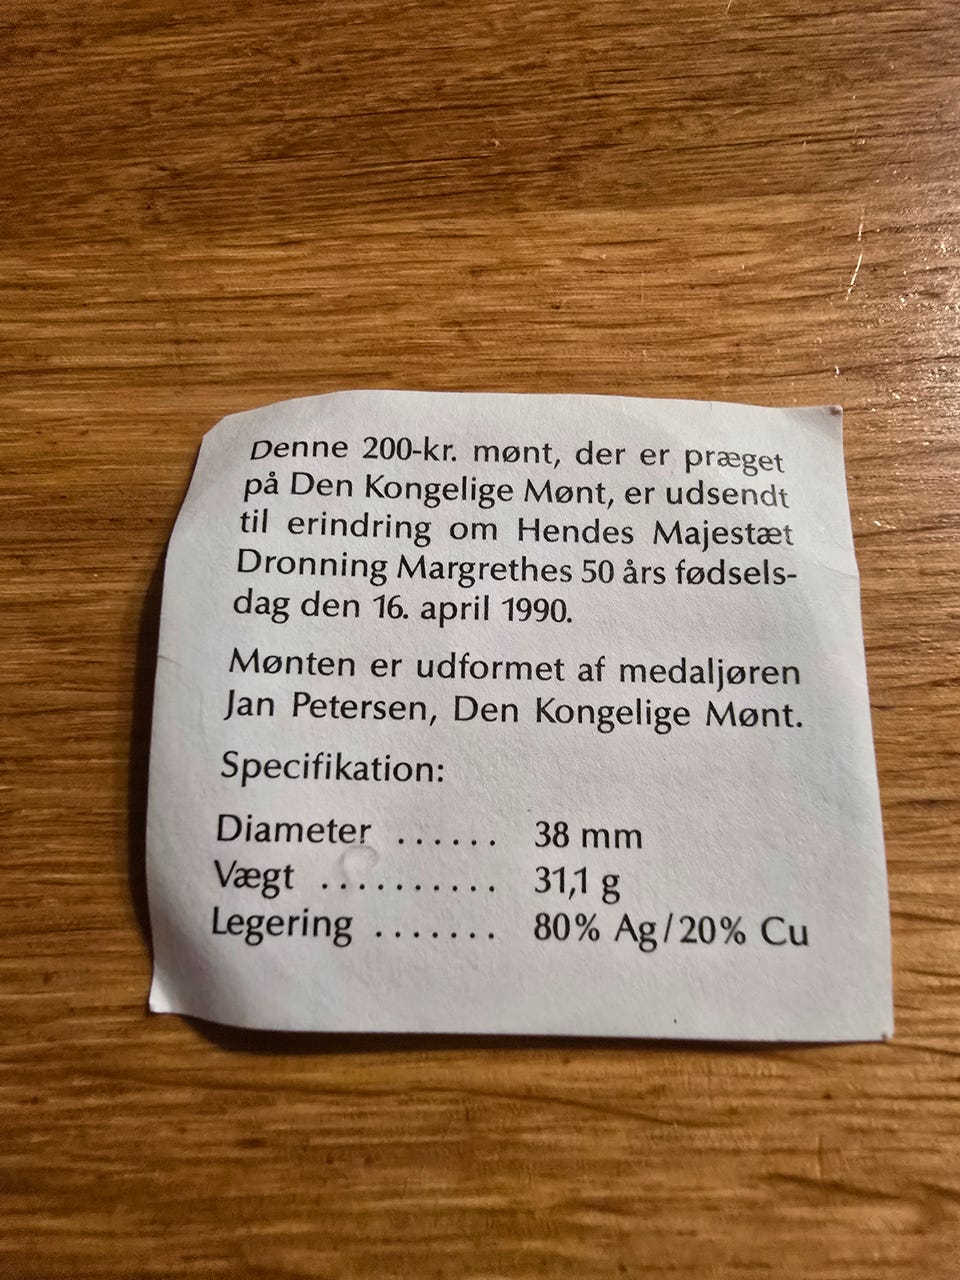 Denne 200-kr. mønt, der er præget
på Den Kongelige Mønt, er udsendt
til erindring om Hendes Majestæt
Dronning Margrethes 50 års fødsels-
dag den 16. april 1990.
Mønten er udformet af medaljøren
Jan Petersen, Den Kongelige Mønt.
Specifikation:
Diameter ...... 38 mm
Vægt .......... 31,1 g
Legering ....... 80% Ag/20% Cu